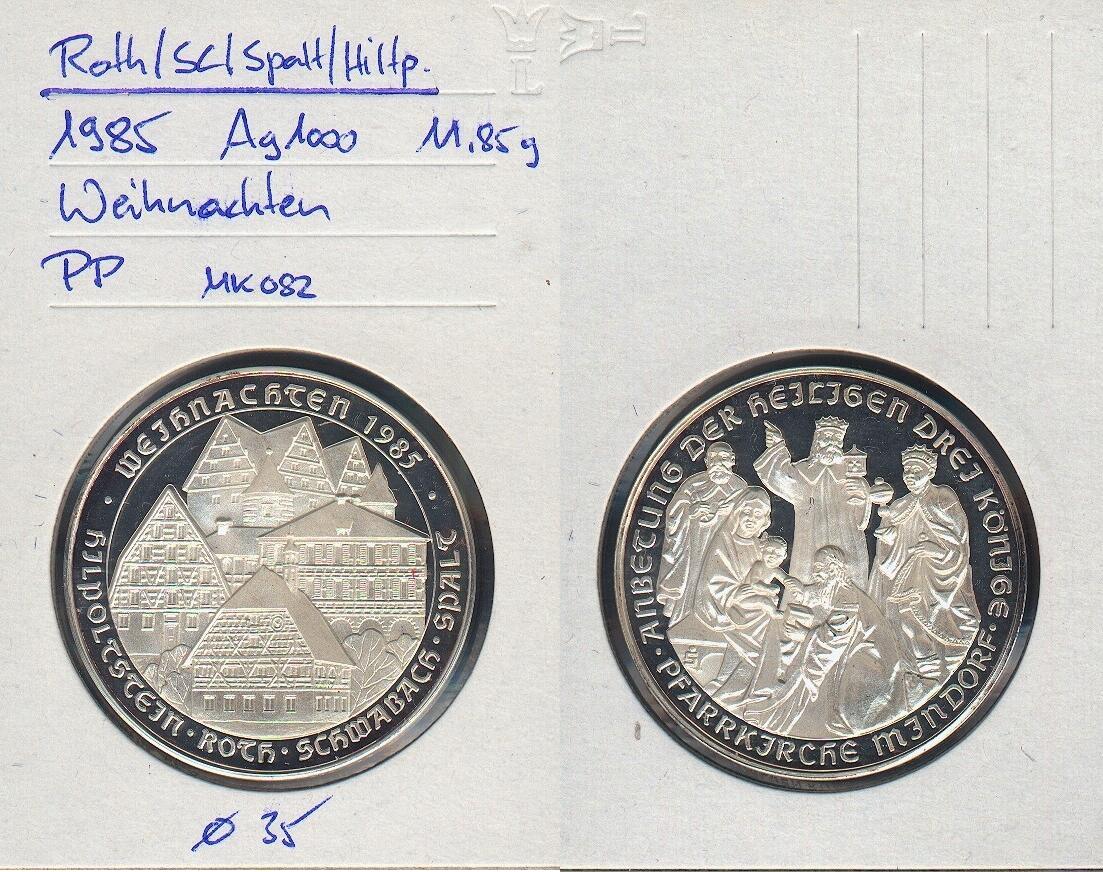 Roth/SC/Spalt/Hiltp.
1985 Ag1000 11.85g
Weihnachten
PP MK082
WEIHNACHTEN 1985
HILPOLTSTEIN · ROTH · SCHWABACH · SPALT
ø 35
ANBETUNG DER HEILIGEN DREI KÖNIGE
PFARRKIRCHE MINDORF